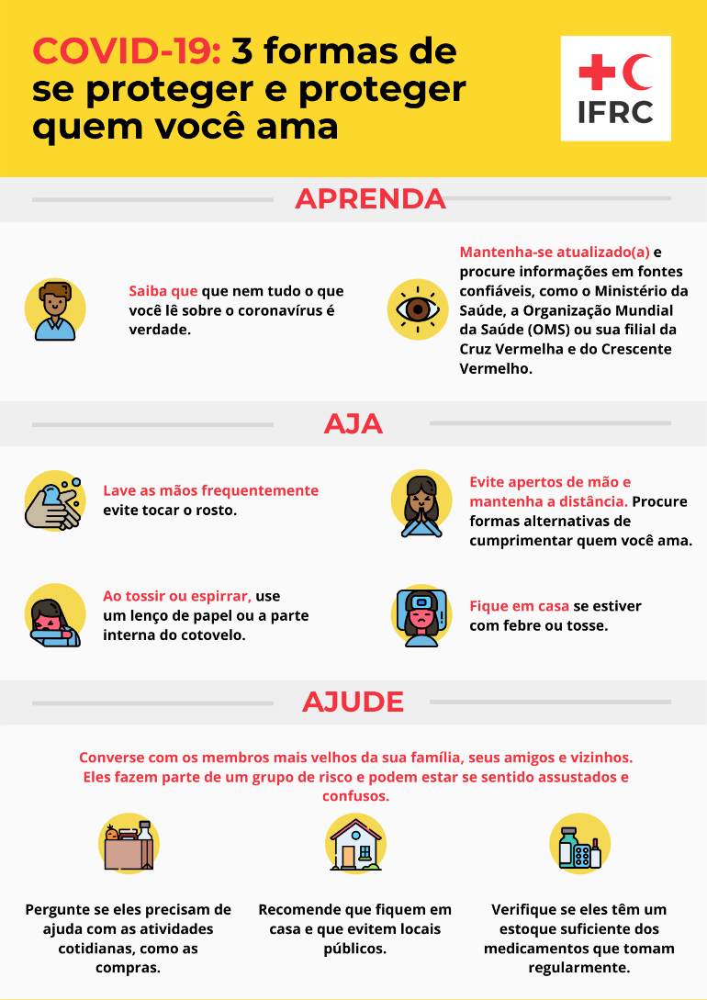 COVID-19: 3 formas de
se proteger e proteger
quem você ama
IFRC
APRENDA
Saiba que que nem tudo o que
você lê sobre o coronavírus é
verdade.
Mantenha-se atualizado(a) e
procure informações em fontes
confiáveis, como o Ministério da
Saúde, a Organização Mundial
da Saúde (OMS) ou sua filial da
Cruz Vermelha e do Crescente
Vermelho.
AJA
Lave as mãos frequentemente
evite tocar o rosto.
Evite apertos de mão e
mantenha a distância. Procure
formas alternativas de
cumprimentar quem você ama.
Ao tossir ou espirrar, use
um lenço de papel ou a parte
interna do cotovelo.
Fique em casa se estiver
com febre ou tosse.
AJUDE
Converse com os membros mais velhos da sua família, seus amigos e vizinhos.
Eles fazem parte de um grupo de risco e podem estar se sentido assustados e
confusos.
Pergunte se eles precisam de
ajuda com as atividades
cotidianas, como as
compras.
Recomende que fiquem em
casa e que evitem locais
públicos.
Verifique se eles têm um
estoque suficiente dos
medicamentos que tomam
regularmente.